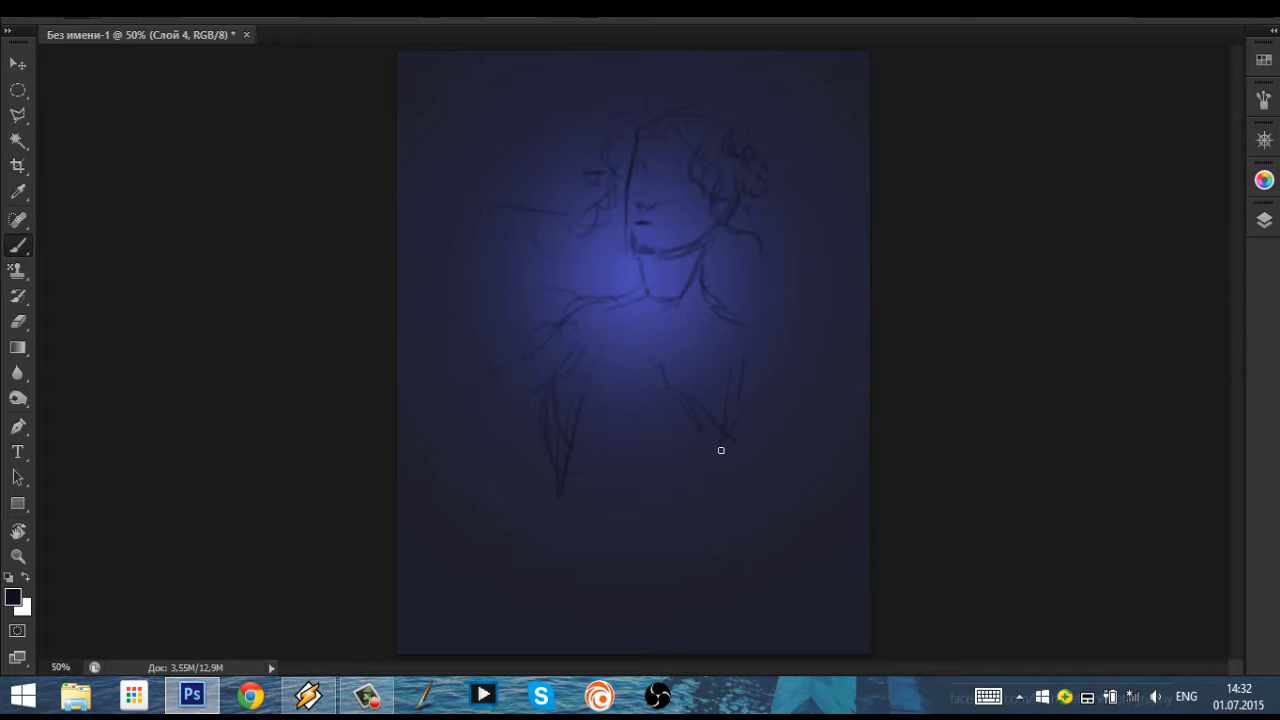 Без имени-1 @ 50% (Слой 4, RGB/8) *
T
50%
Док: 3,55M/12,9M
Ps
S
ENG
14:32
01.07.2015